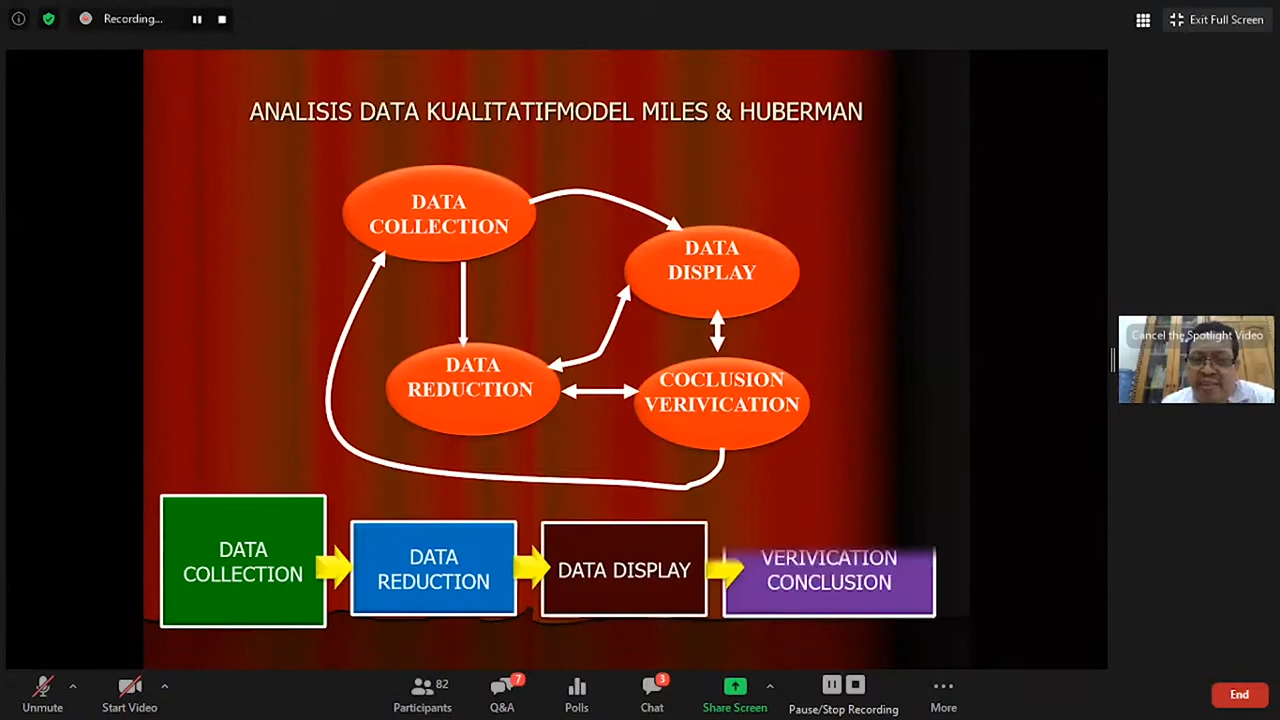 Recording...
Exit Full Screen
ANALISIS DATA KUALITATIFMODEL MILES & HUBERMAN
DATA
COLLECTION
DATA
DISPLAY
DATA
REDUCTION
COCLUSION
VERIVICATION
DATA
COLLECTION
DATA
REDUCTION
DATA DISPLAY
VERIVICATION
CONCLUSION
Cancel the Spotlight Video
Unmute
Start Video
82
Participants
7
Q&A
Polls
3
Chat
Share Screen
Pause/Stop Recording
More
End